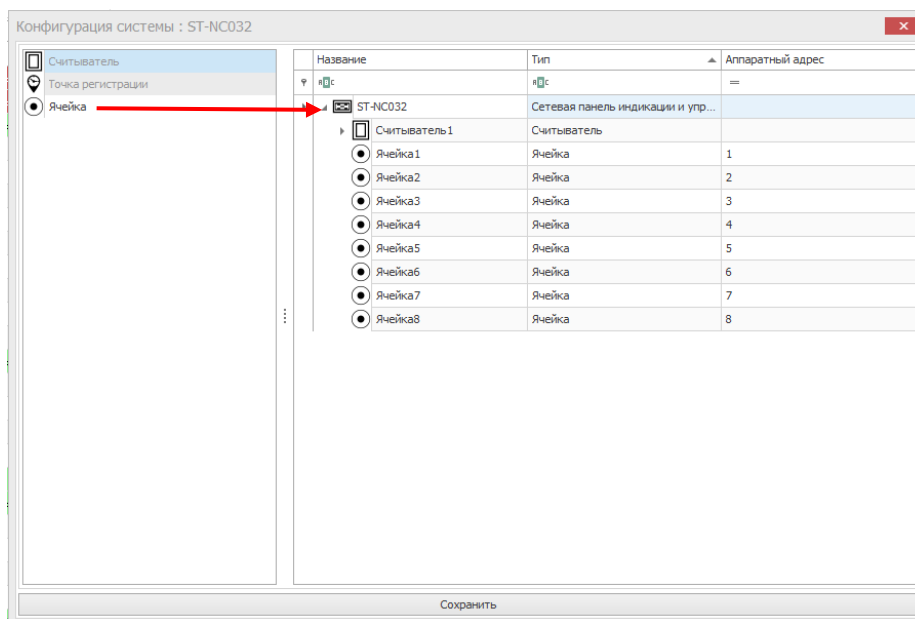 Конфигурация системы : ST-NC032
Считыватель
Точка регистрации
Ячейка
Название Тип Аппаратный адрес
ST-NC032 Сетевая панель индикации и упр...
Считыватель1 Считыватель
Ячейка1 Ячейка 1
Ячейка2 Ячейка 2
Ячейка3 Ячейка 3
Ячейка4 Ячейка 4
Ячейка5 Ячейка 5
Ячейка6 Ячейка 6
Ячейка7 Ячейка 7
Ячейка8 Ячейка 8
Сохранить